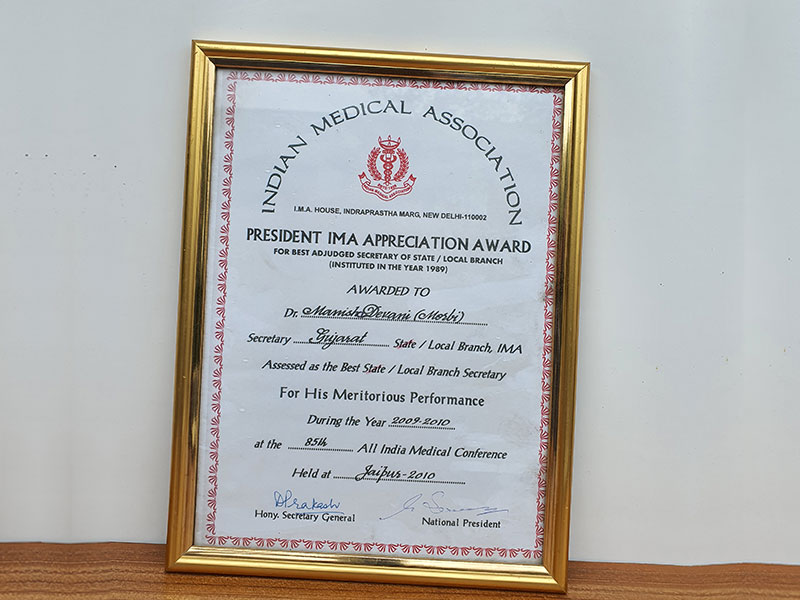 INDIAN MEDICAL ASSOCIATION
I.M.A. HOUSE, INDRAPRASTHA MARG, NEW DELHI-110002
PRESIDENT IMA APPRECIATION AWARD
FOR BEST ADJUDGED SECRETARY OF STATE / LOCAL BRANCH
(INSTITUTED IN THE YEAR 1989)
AWARDED TO
Dr. Manish Devani (Morbi)
Secretary Gujarat State / Local Branch, IMA
Assessed as the Best State / Local Branch Secretary
For His Meritorious Performance
During the Year 2009-2010
at the 85th All India Medical Conference
Held at Jaipur-2010
DPrakash
Hony. Secretary General
National President